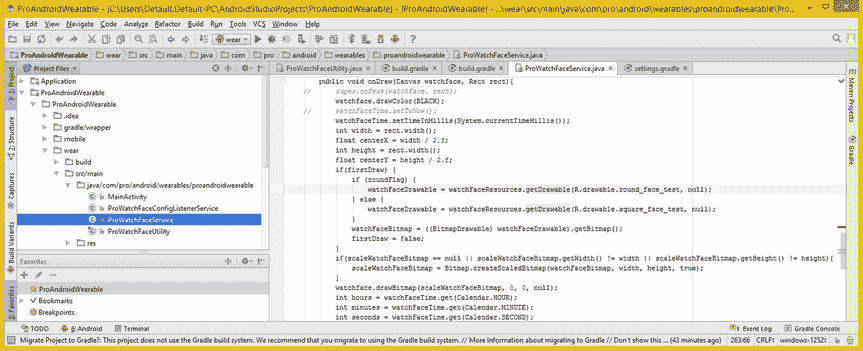 ProAndroidWearable - [C:\Users\Default.Default-PC\AndroidStudioProjects\ProAndroidWearable] - [ProAndroidWearable] - ...\wear\src\main\java\com\pro\android\wearables\proandroidwearable\Pro...
File Edit View Navigate Code Analyze Refactor Build Run Tools VCS Window Help
wear
ProAndroidWearable wear src main java com pro android wearables proandroidwearable ProWatchFaceService.java
Project Files
ProWatchFaceUtility.java build.gradle build.gradle ProWatchFaceService.java settings.gradle
1: Project
Structure
Captures
Build Variants
2: Favorites
Application
ProAndroidWearable
ProAndroidWearable
.idea
gradle/wrapper
mobile
wear
build
src/main
java/com/pro/android/wearables/proandroidwearable
MainActivity
ProWatchFaceConfigListenerService
ProWatchFaceService
ProWatchFaceUtility
res
Favorites
ProAndroidWearable
Bookmarks
Breakpoints
public void onDraw(Canvas watchface, Rect rect){
// super.onDraw(watchface, rect);
watchface.drawColor(BLACK);
// watchFaceTime.setToNow();
watchFaceTime.setTimeInMillis(System.currentTimeMillis());
int width = rect.width();
float centerX = width / 2.f;
int height = rect.width();
float centerY = height / 2.f;
if(firstDraw) {
if (roundFlag) {
watchFaceDrawable = watchFaceResources.getDrawable(R.drawable.round_face_test, null);
} else {
watchFaceDrawable = watchFaceResources.getDrawable(R.drawable.square_face_test, null);
}
watchFaceBitmap = ((BitmapDrawable) watchFaceDrawable).getBitmap();
firstDraw = false;
}
if(scaleWatchFaceBitmap == null || scaleWatchFaceBitmap.getWidth() != width || scaleWatchFaceBitmap.getHeight() != height){
scaleWatchFaceBitmap = Bitmap.createScaledBitmap(watchFaceBitmap, width, height, true);
}
watchface.drawBitmap(scaleWatchFaceBitmap, 0, 0, null);
int hours = watchFaceTime.get(Calendar.HOUR);
int minutes = watchFaceTime.get(Calendar.MINUTE);
int seconds = watchFaceTime.get(Calendar.SECOND);
Maven Projects
Gradle
TODO 6: Android Terminal 1 Event Log Gradle Console
Migrate Project to Gradle?: This project does not use the Gradle build system. We recommend that you migrate to using the Gradle build system. // More Information about migrating to Gradle // Don't show this ... (43 minutes ago) 263:66 CRLF windows-1252